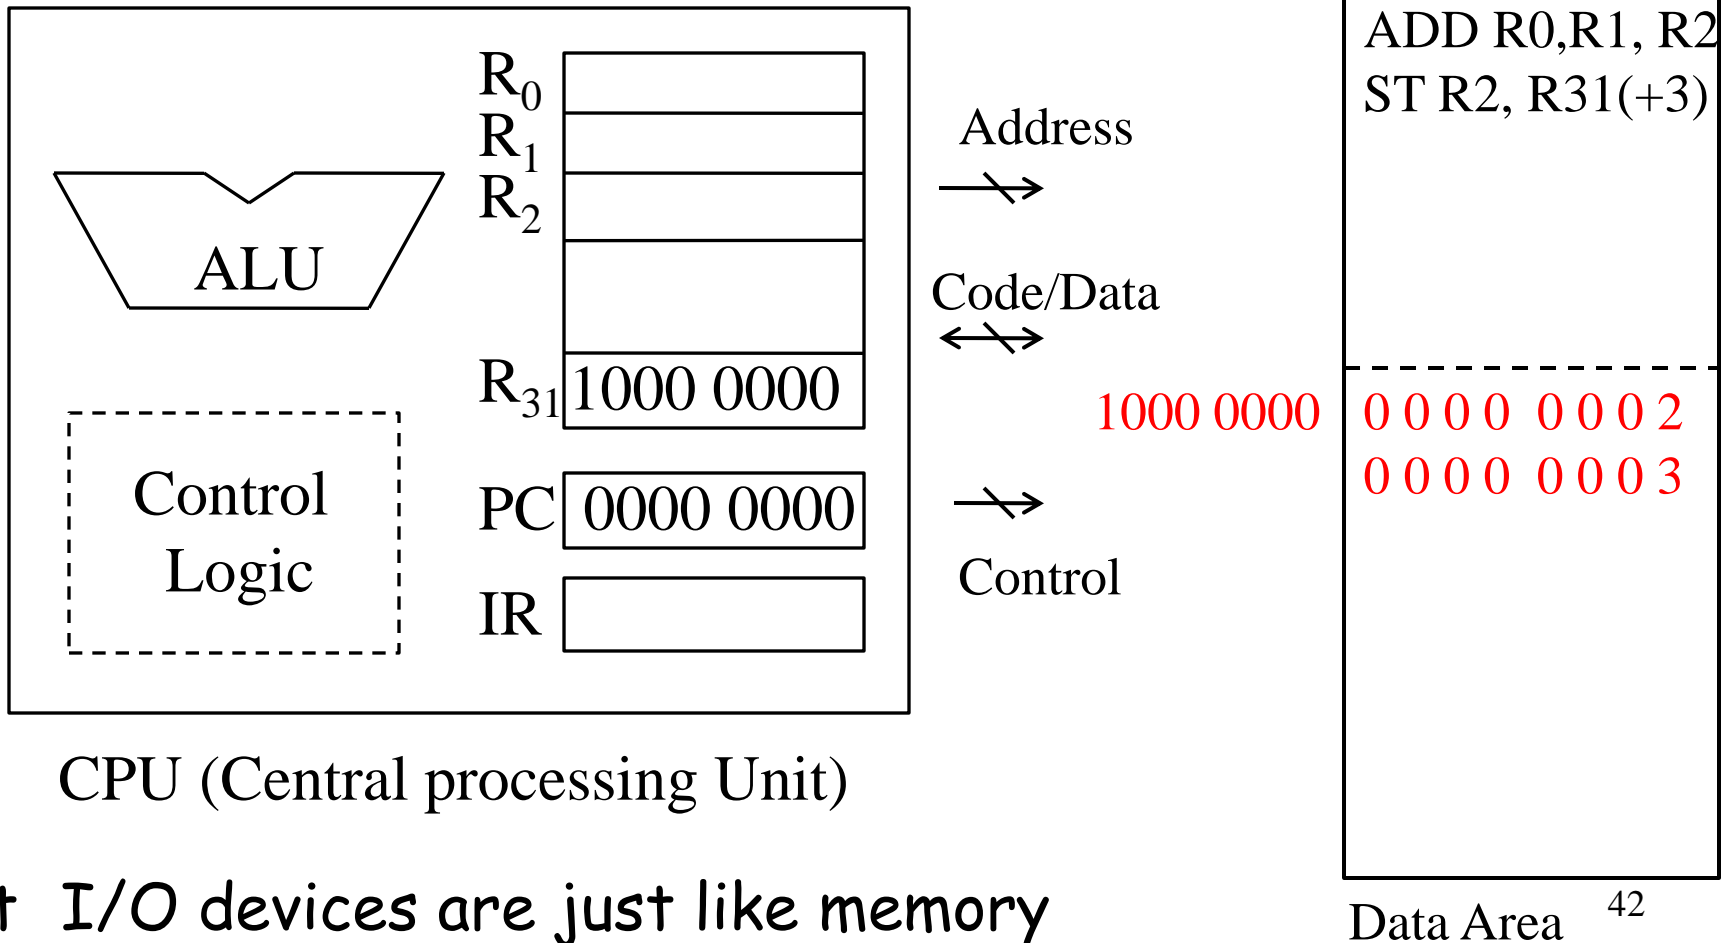 R0
R1
R2
R31 1000 0000
PC 0000 0000
IR
ALU
Control
Logic
CPU (Central processing Unit)
Address
Code/Data
Control
ADD R0,R1, R2
ST R2, R31(+3)
1000 0000 0 0 0 0 0 0 0 2
0 0 0 0 0 0 0 3
Data Area
42
t I/O devices are just like memory